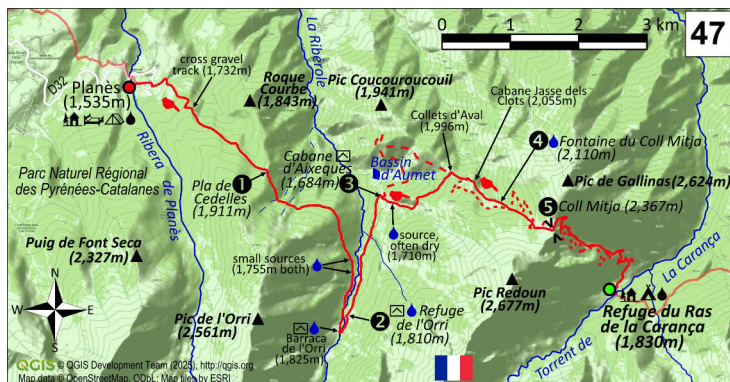 0
1
2
3 km
47
La Ribérole
cross gravel
track (1,732m)
D32
Planès
(1,535m)
Roque
Courbe
(1,843m)
Pic Coucouroucouil
(1,941m)
Collets d'Aval
(1,996m)
Cabane Jasse dels
Clots (2,055m)
4
Fontaine du Coll Mitja
(2,110m)
Ribera
de Planès
Parc Naturel Régional
des Pyrénées-Catalanes
1
Pla de
Cedelles
(1,911m)
Cabane
d'Aixeques
(1,684m)
3
Bassin
d'Aumet
Pic de Gallinas(2,624m)
5
Coll Mitja (2,367m)
source,
often dry
(1,710m)
Puig de Font Seca
(2,327m)
small sources
(1,755m both)
N
W
E
S
Pic de l'Orri
(2,561m)
2
Refuge
de l'Orri
(1,810m)
Barraca
de l'Orri
(1,825m)
Pic Redoun
(2,677m)
La Carança
Refuge du Ras
de la Carança
(1,830m)
Torrent de
QGIS © QGIS Development Team (2025), http://qgis.org
Map data © OpenStreetMap, ODbL; Map tiles by ESRI